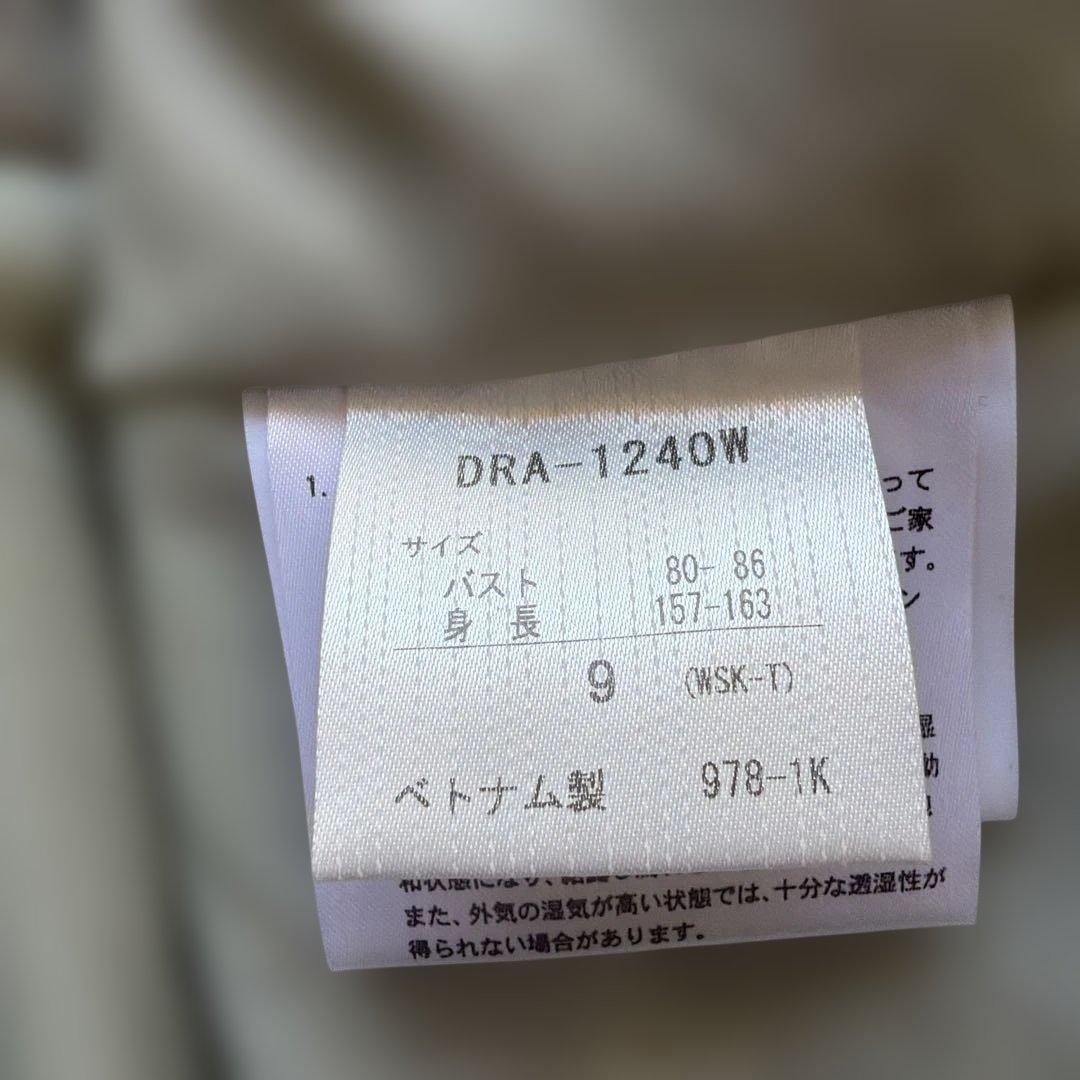 DRA-1240W
サイズ
バスト 80- 86
身 長 157-163
9 (WSK-T)
ベトナム製 978-1K
1.
って
ご家
す。
ン
湿
効
また、外気の湿気が高い状態では、十分な透湿性が
得られない場合があります。